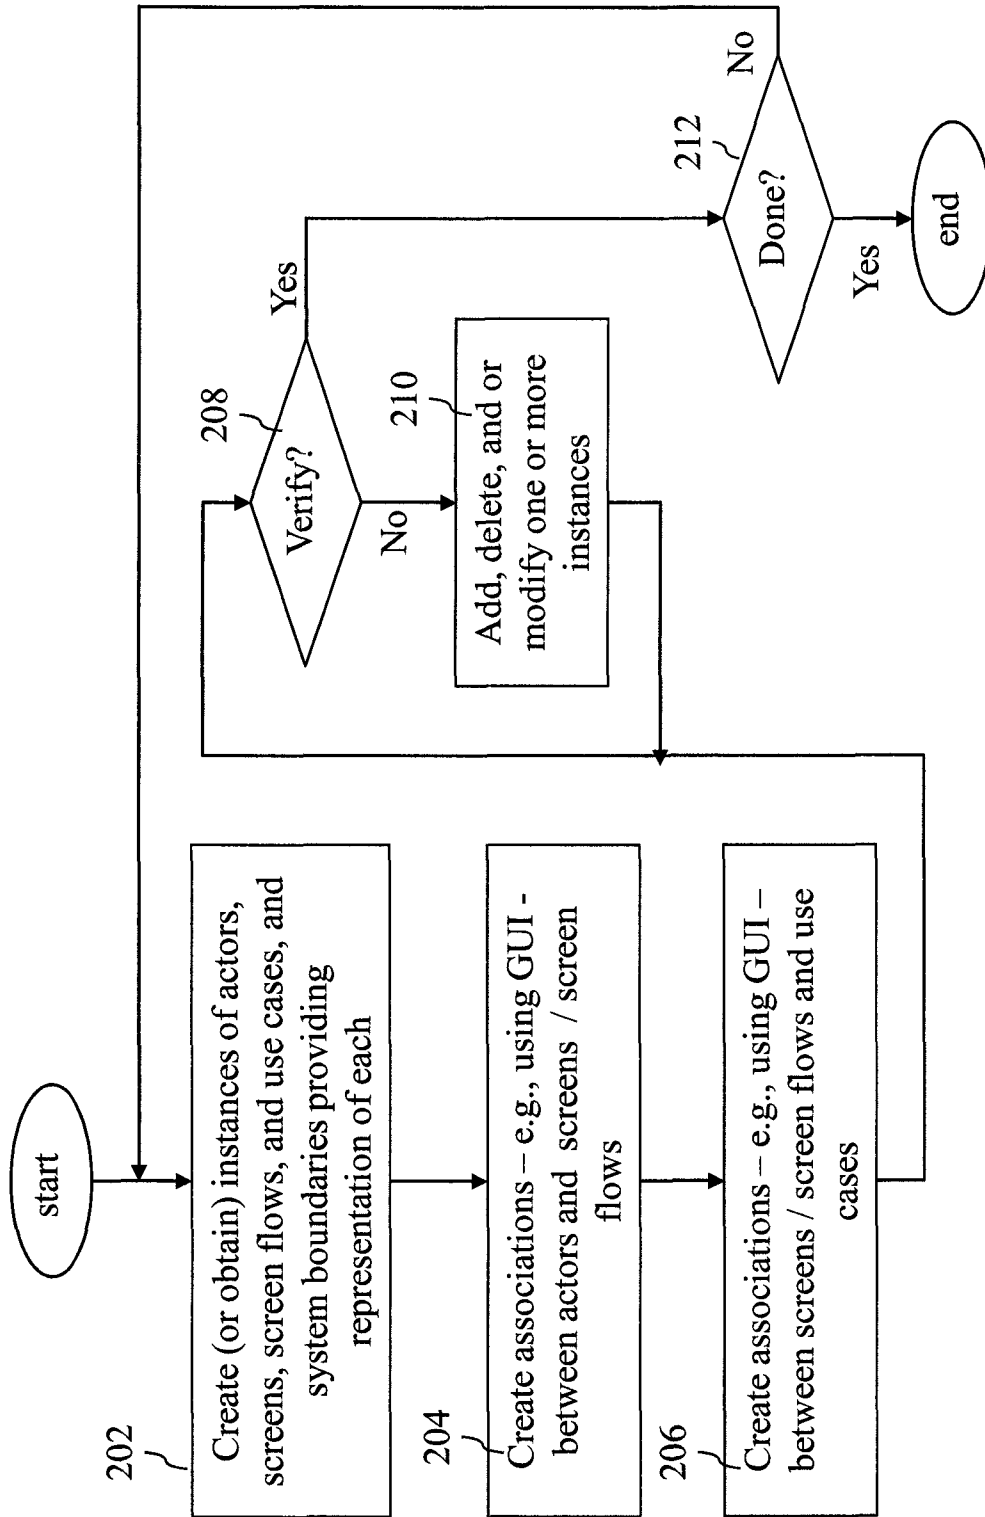 start
202
Create (or obtain) instances of actors,
screens, screen flows, and use cases, and
system boundaries providing
representation of each
204
Create associations – e.g., using GUI -
between actors and screens / screen
flows
206
Create associations – e.g., using GUI –
between screens / screen flows and use
cases
208
Verify?
Yes
No
210
Add, delete, and or
modify one or more
instances
212
Done?
No
Yes
end